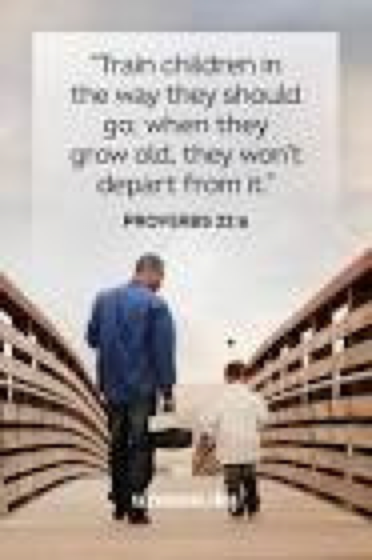 "Train children in
the way they should
go; when they
grow old, they won't
depart from it."
PROVERBS 22:6